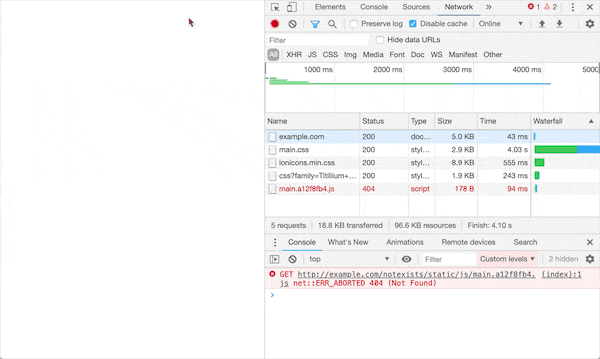 Elements Console Sources Network » 1 2
Preserve log Disable cache Online
Filter Hide data URLs
All XHR JS CSS Img Media Font Doc WS Manifest Other
1000 ms 2000 ms 3000 ms 4000 ms 5000
Name Status Type Size Time Waterfall
example.com 200 doc... 5.0 KB 43 ms
main.css 200 styl... 2.9 KB 4.03 s
ionicons.min.css 200 styl... 8.9 KB 555 ms
css?family=Titillium+... 200 styl... 1.9 KB 243 ms
main.a12f8fb4.js 404 script 178 B 94 ms
5 requests 18.8 KB transferred 96.6 KB resources Finish: 4.10 s
Console What's New Animations Remote devices Search
top Filter Custom levels 2 hidden
GET http://example.com/notexists/static/js/main.a12f8fb4. (index):1
js net::ERR_ABORTED 404 (Not Found)